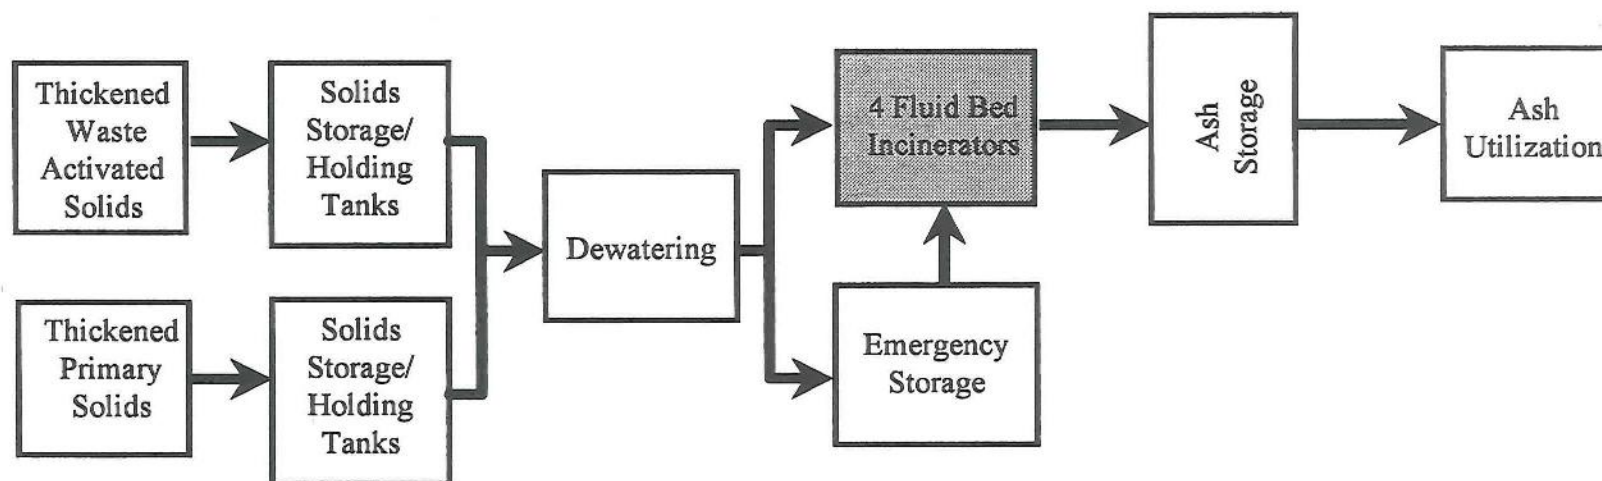 Thickened
Waste
Activated
Solids
Solids
Storage/
Holding
Tanks
Thickened
Primary
Solids
Solids
Storage/
Holding
Tanks
Dewatering
4 Fluid Bed
Incinerators
Emergency
Storage
Ash
Storage
Ash
Utilization